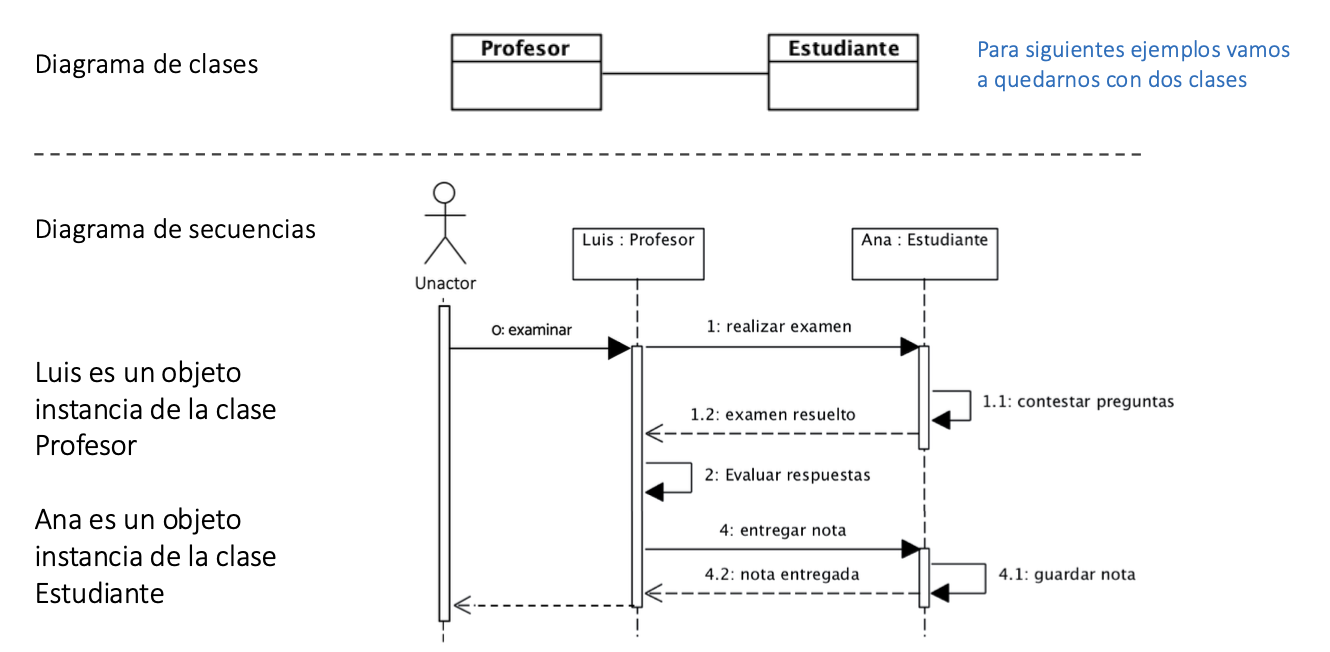 Diagrama de clases
Profesor
Estudiante
Para siguientes ejemplos vamos
a quedarnos con dos clases
Diagrama de secuencias
Unactor
Luis : Profesor
Ana : Estudiante
0: examinar
1: realizar examen
Luis es un objeto
instancia de la clase
Profesor
1.1: contestar preguntas
1.2: examen resuelto
2: Evaluar respuestas
Ana es un objeto
instancia de la clase
Estudiante
4: entregar nota
4.2: nota entregada
4.1: guardar nota